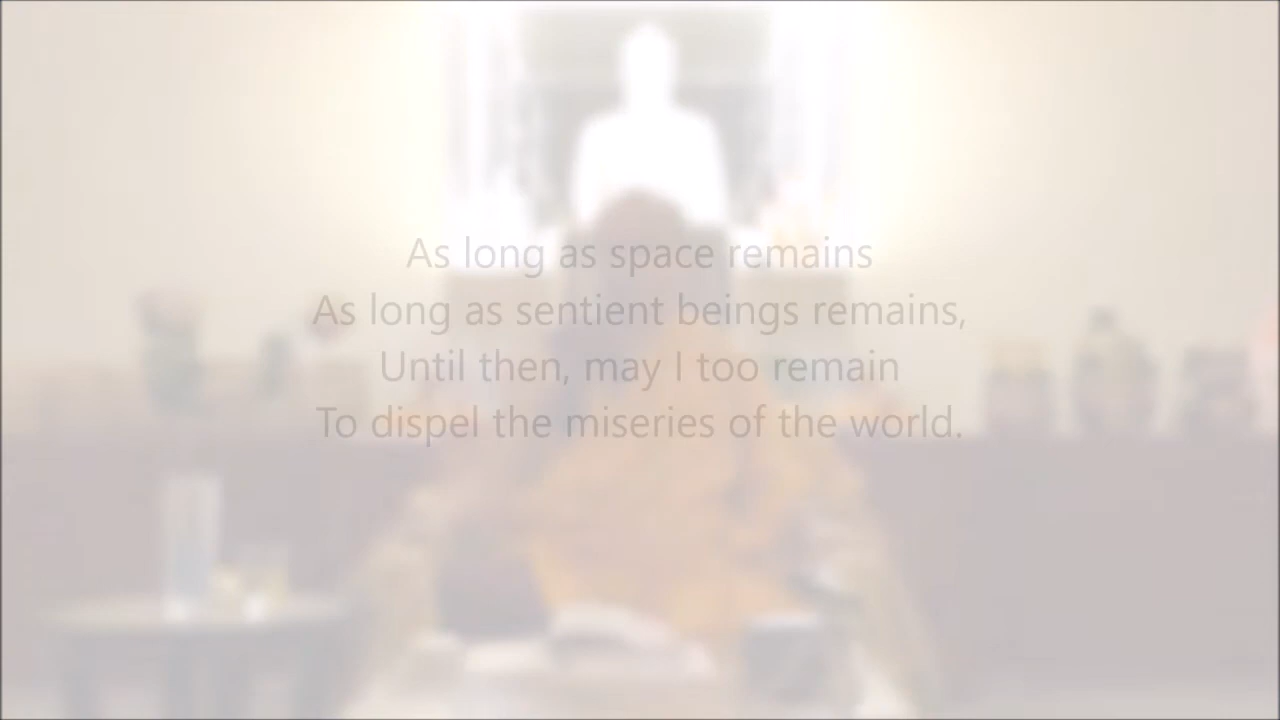 As long as space remains
As long as sentient beings remains,
Until then, may I too remain
To dispel the miseries of the world.